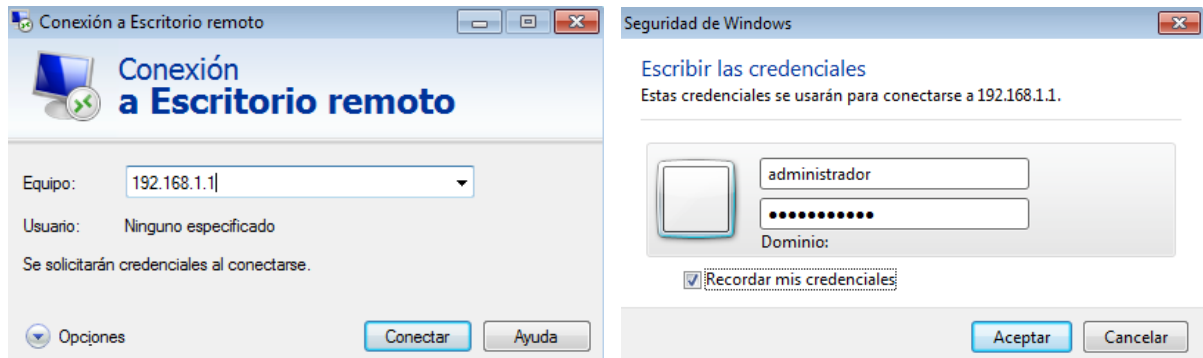 Conexión a Escritorio remoto
Conexión
a Escritorio remoto
Equipo: 192.168.1.1
Usuario: Ninguno especificado
Se solicitarán credenciales al conectarse.
Opciones Conectar Ayuda
Seguridad de Windows
Escribir las credenciales
Estas credenciales se usarán para conectarse a 192.168.1.1.
administrador
●●●●●●●●●●●
Dominio:
Recordar mis credenciales
Aceptar Cancelar